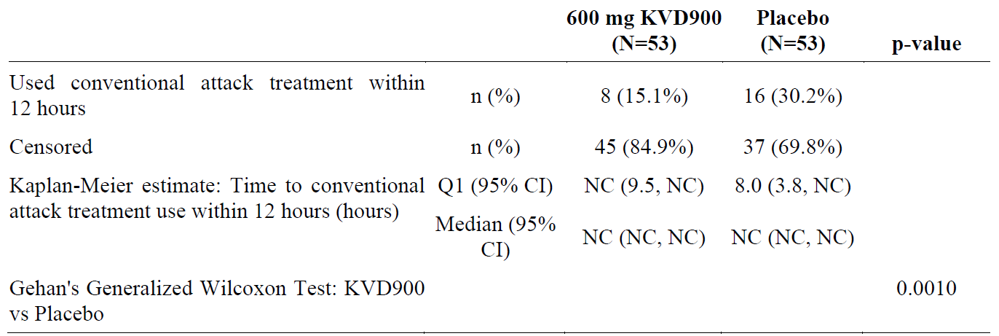 600 mg KVD900 Placebo
(N=53) (N=53) p-value
Used conventional attack treatment within
12 hours n (%) 8 (15.1%) 16 (30.2%)
Censored n (%) 45 (84.9%) 37 (69.8%)
Kaplan-Meier estimate: Time to conventional Q1 (95% CI) NC (9.5, NC) 8.0 (3.8, NC)
attack treatment use within 12 hours (hours)
Median (95%
CI) NC (NC, NC) NC (NC, NC)
Gehan's Generalized Wilcoxon Test: KVD900 0.0010
vs Placebo